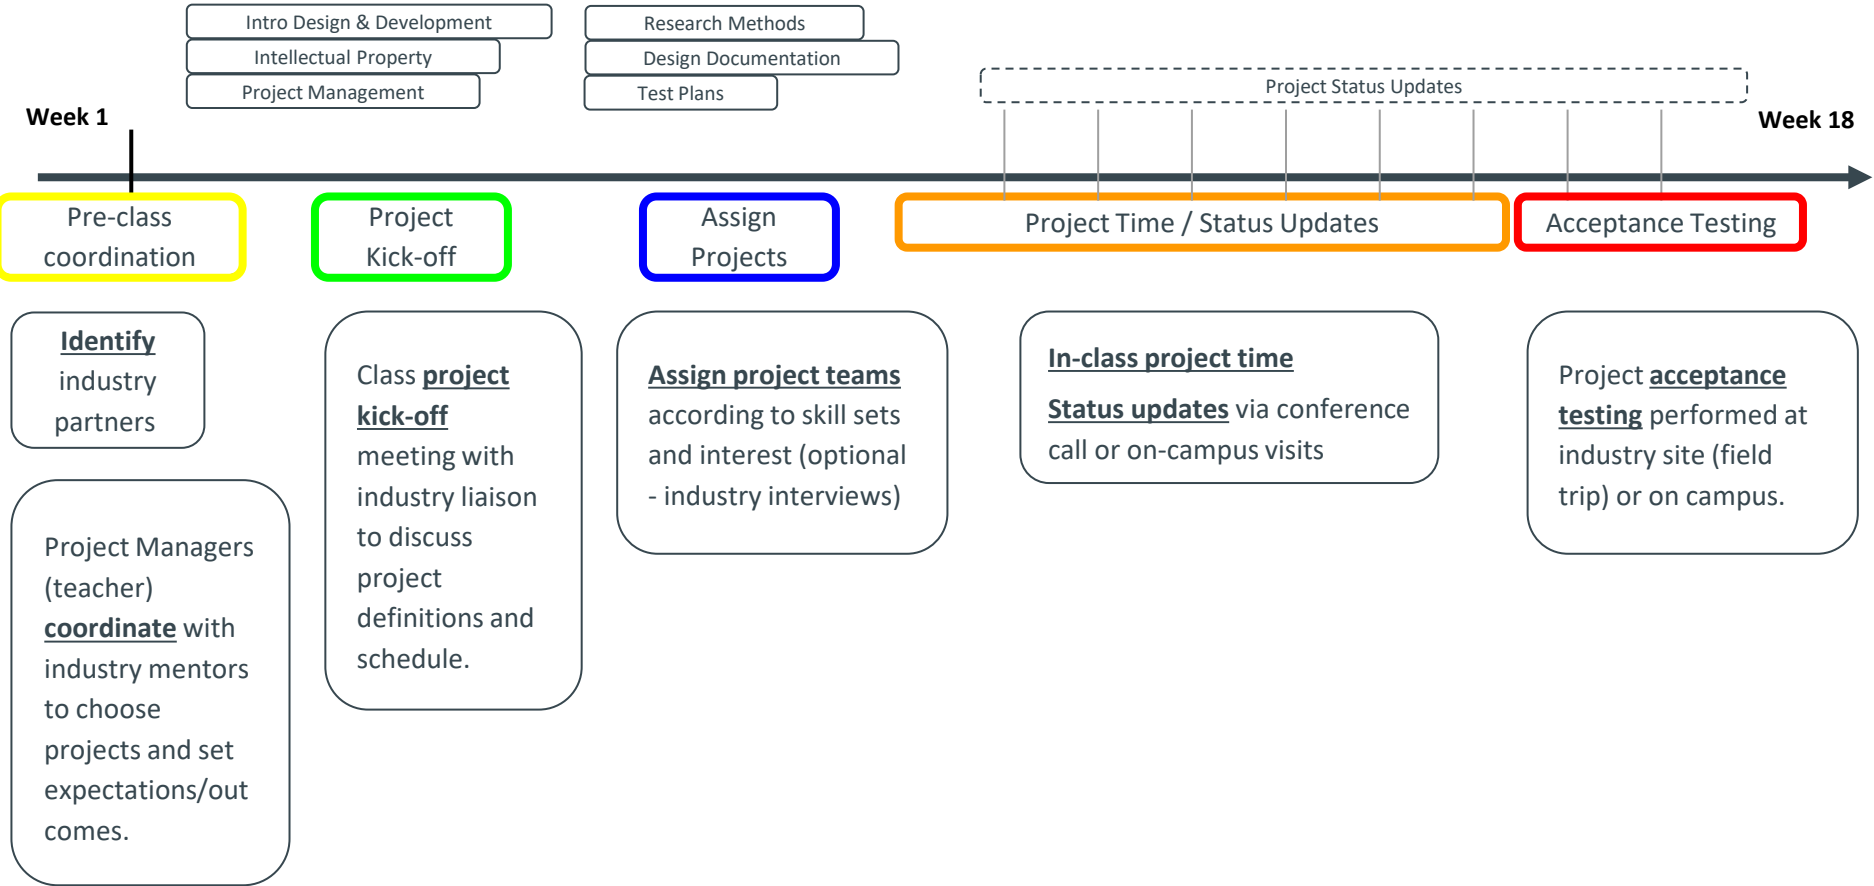 Intro Design & Development
Intellectual Property
Project Management
Research Methods
Design Documentation
Test Plans
Project Status Updates
Week 1
Week 18
Pre-class
coordination
Project
Kick-off
Assign
Projects
Project Time / Status Updates
Acceptance Testing
Identify
industry
partners
Project Managers
(teacher)
coordinate with
industry mentors
to choose
projects and set
expectations/out
comes.
Class project
kick-off
meeting with
industry liaison
to discuss
project
definitions and
schedule.
Assign project teams
according to skill sets
and interest (optional
- industry interviews)
In-class project time
Status updates via conference
call or on-campus visits
Project acceptance
testing performed at
industry site (field
trip) or on campus.